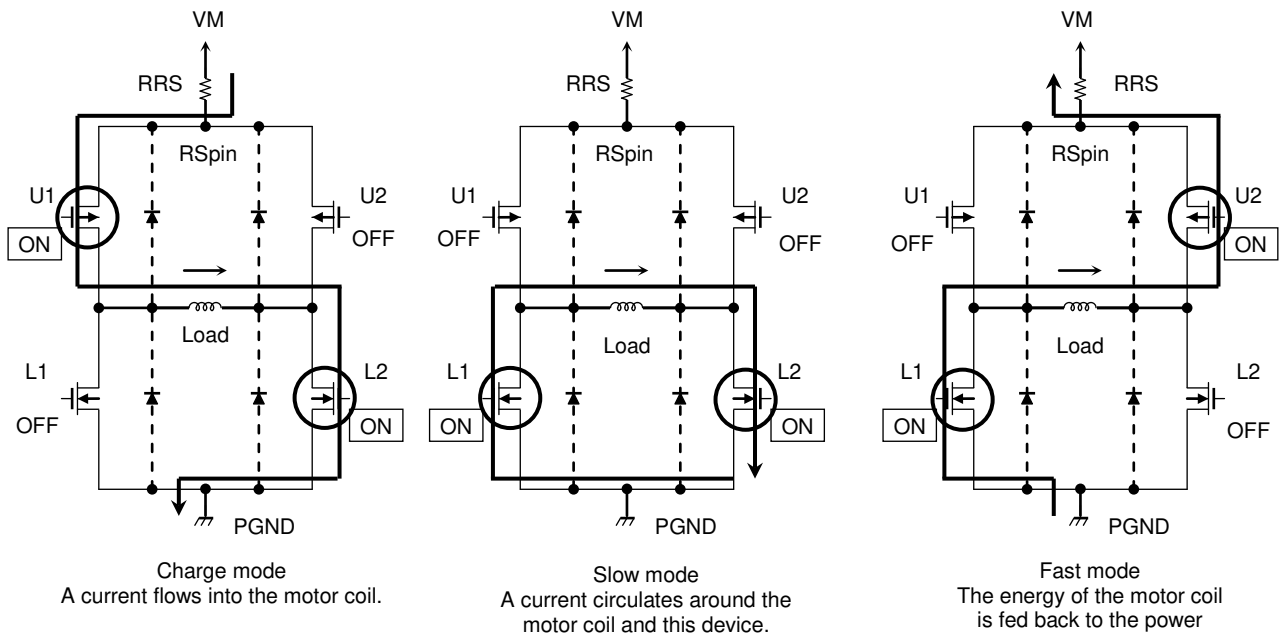 VM
RRS
RSpin
U1
U2
ON
OFF
Load
L1
L2
OFF
ON
PGND
Charge mode
A current flows into the motor coil.
VM
RRS
RSpin
U1
U2
OFF
OFF
Load
L1
L2
ON
ON
PGND
Slow mode
A current circulates around the
motor coil and this device.
VM
RRS
RSpin
U1
U2
OFF
ON
Load
L1
L2
ON
OFF
PGND
Fast mode
The energy of the motor coil
is fed back to the power